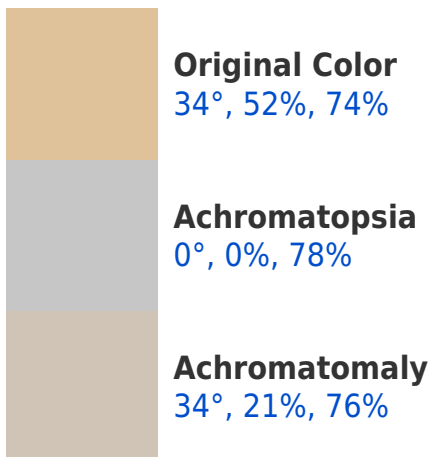 Original Color
34°, 52%, 74%
Achromatopsia
0°, 0%, 78%
Achromatomaly
34°, 21%, 76%